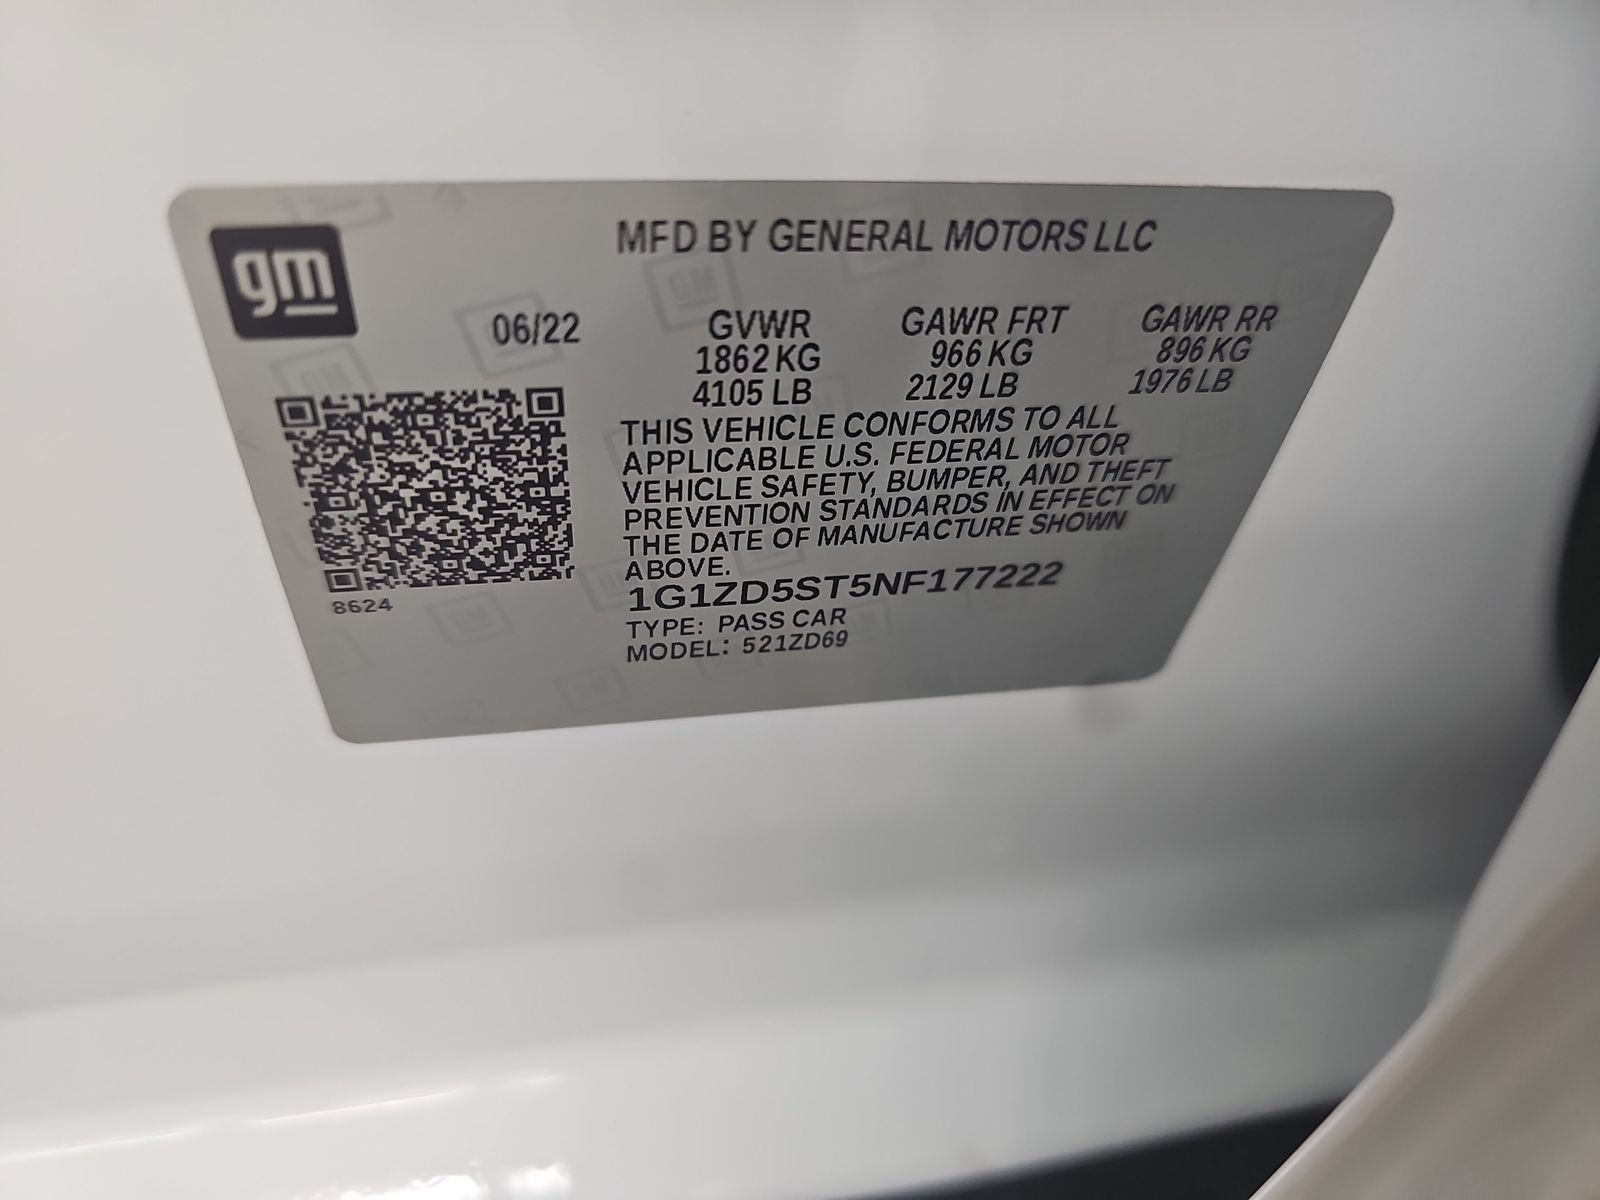 gm
MFD BY GENERAL MOTORS LLC
06/22
GVWR
1862 KG
4105 LB
GAWR FRT
966 KG
2129 LB
GAWR RR
896 KG
1976 LB
THIS VEHICLE CONFORMS TO ALL
APPLICABLE U.S. FEDERAL MOTOR
VEHICLE SAFETY, BUMPER, AND THEFT
PREVENTION STANDARDS IN EFFECT ON
THE DATE OF MANUFACTURE SHOWN
ABOVE.
1G1ZD5ST5NF177222
TYPE: PASS CAR
MODEL: 521ZD69
8624